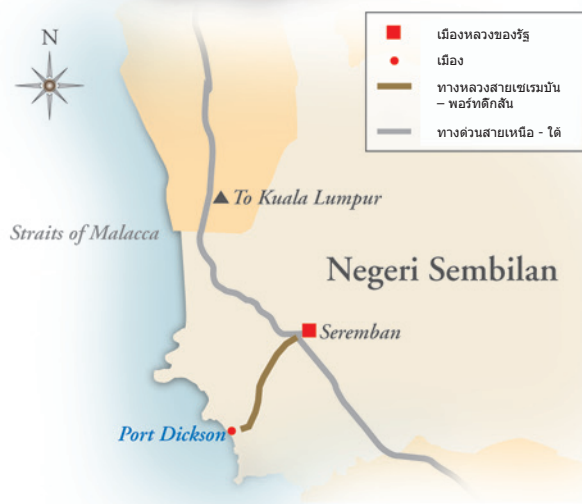 N
เมืองหลวงของรัฐ
เมือง
ทางหลวงสายเซเรมบัน
– พอร์ทดิกสัน
ทางด่วนสายเหนือ - ใต้
To Kuala Lumpur
Straits of Malacca
Negeri Sembilan
Seremban
Port Dickson